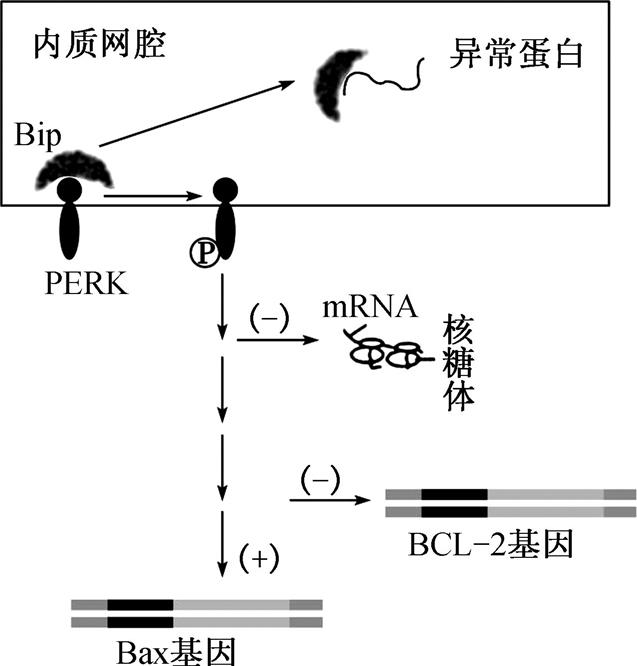 内质网腔
异常蛋白
Bip
PERK
P
(−)
mRNA
核糖体
(−)
BCL−2基因
(+)
Bax基因